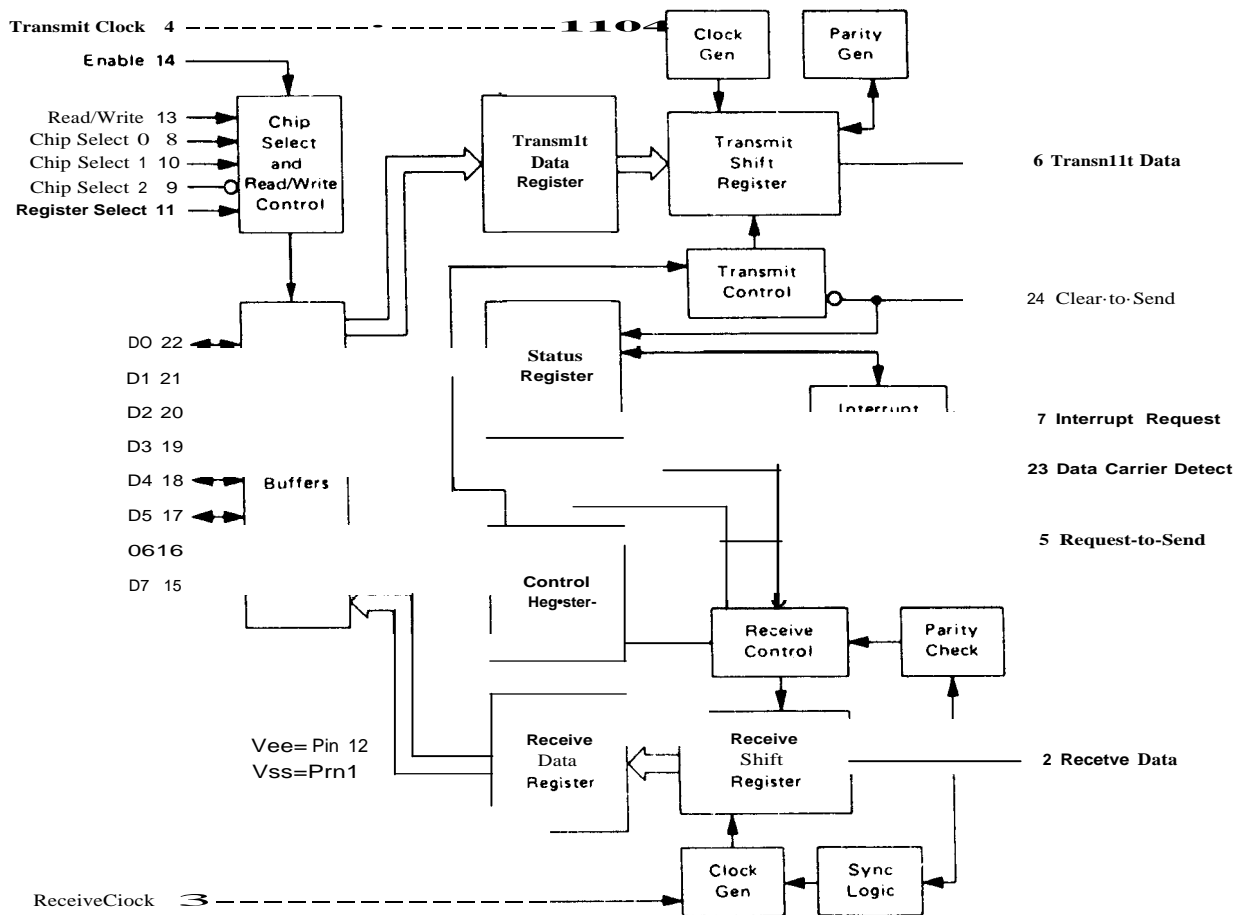 Transmit Clock 4
1104
Clock
Gen
Parity
Gen
Enable 14
Read/Write 13
Chip Select 0 8
Chip Select 1 10
Chip Select 2 9
Register Select 11
Chip
Select
and
Read/Write
Control
Transm1t
Data
Register
Transmit
Shift
Register
6 Transn11t Data
Transmit
Control
24 Clear·to·Send
D0 22
D1 21
D2 20
D3 19
D4 18
D5 17
0616
D7 15
Buffers
Status
Register
Interrupt
7 Interrupt Request
23 Data Carrier Detect
5 Request-to-Send
Control
Heg•ster-
Receive
Control
Parity
Check
Vee= Pin 12
Vss=Prn1
Receive
Data
Register
Receive
Shift
Register
2 Recetve Data
Clock
Gen
Sync
Logic
ReceiveCiock 3